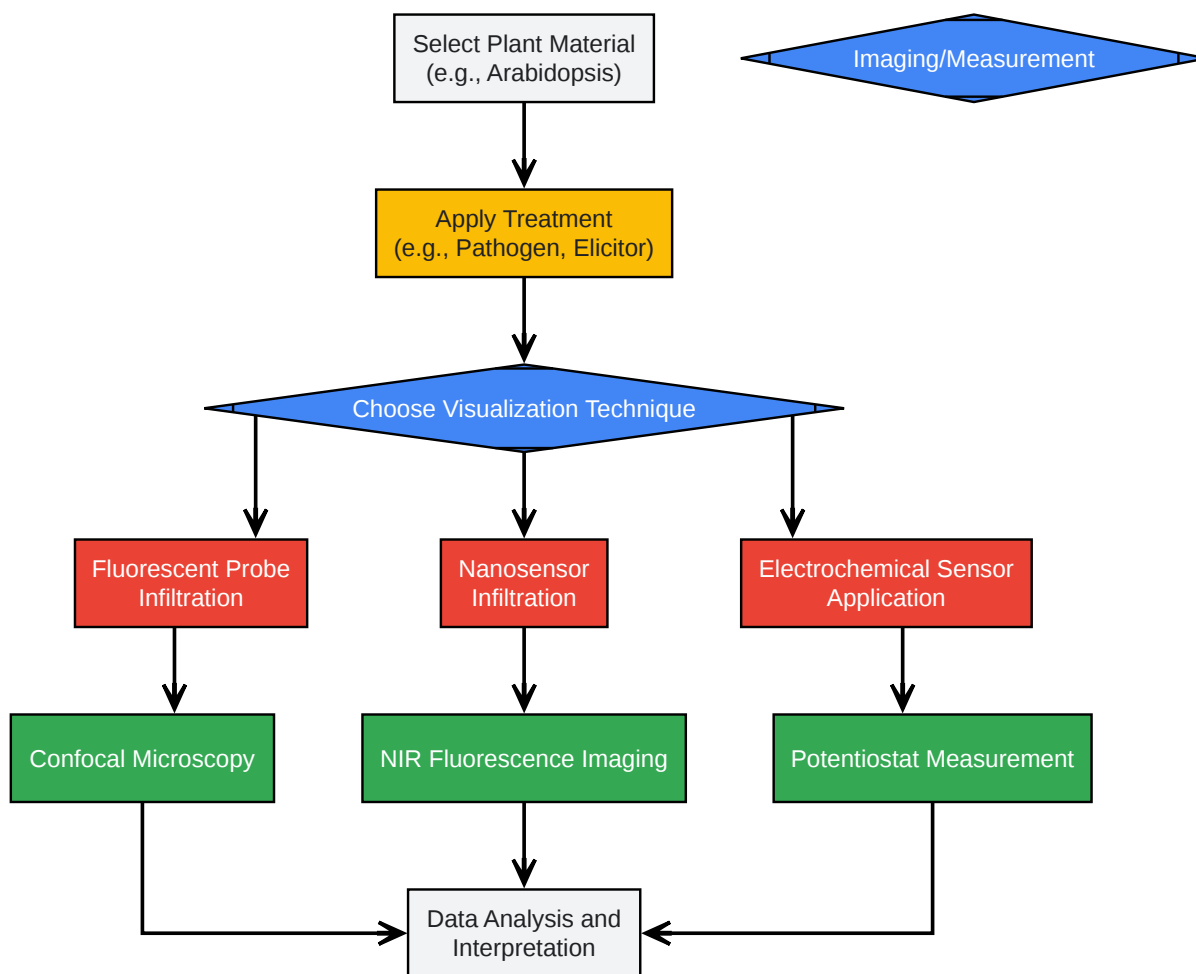 Select Plant Material
(e.g., Arabidopsis)
Imaging/Measurement
Apply Treatment
(e.g., Pathogen, Elicitor)
Choose Visualization Technique
Fluorescent Probe
Infiltration
Nanosensor
Infiltration
Electrochemical Sensor
Application
Confocal Microscopy
NIR Fluorescence Imaging
Potentiostat Measurement
Data Analysis and
Interpretation